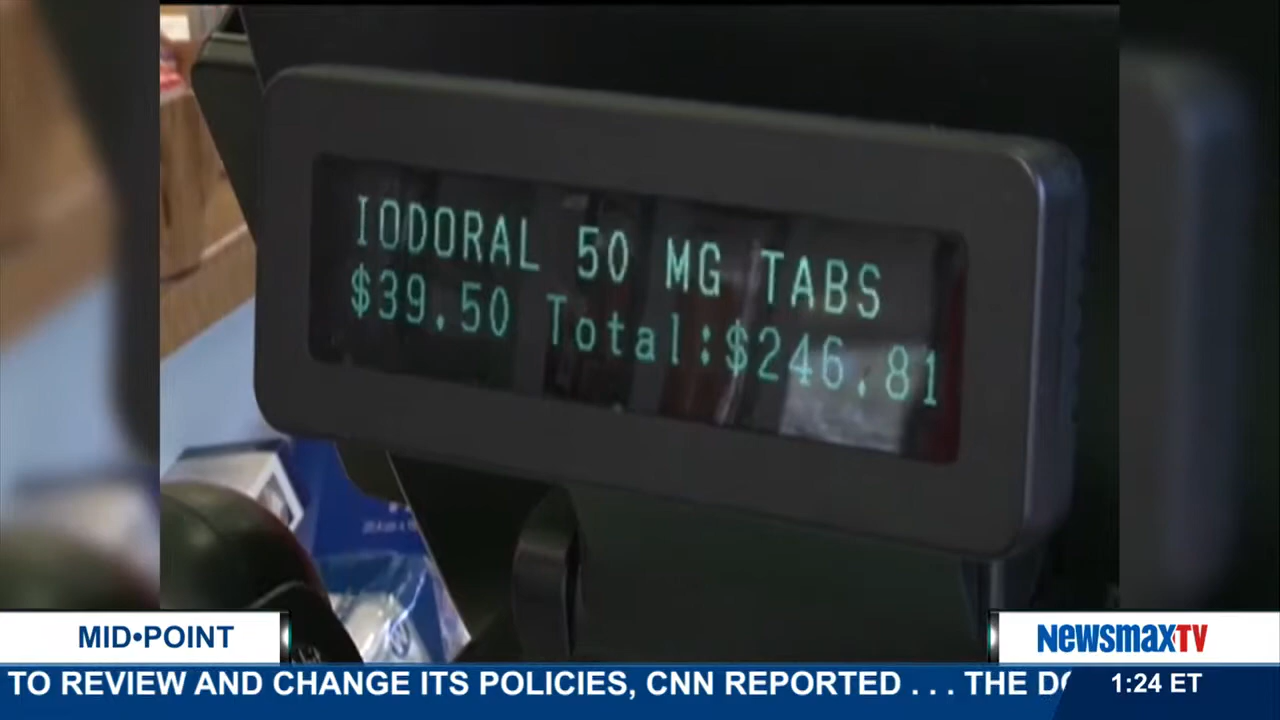 IODORAL 50 MG TABS
$39.50 Total:$246.81
MID•POINT
NEWSMAXTV
TO REVIEW AND CHANGE ITS POLICIES, CNN REPORTED . . . THE
1:24 ET